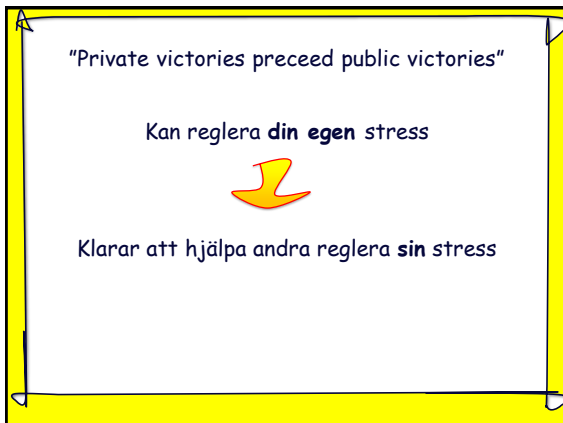 ”Private victories preceed public victories”
Kan reglera din egen stress
Klarar att hjälpa andra reglera sin stress